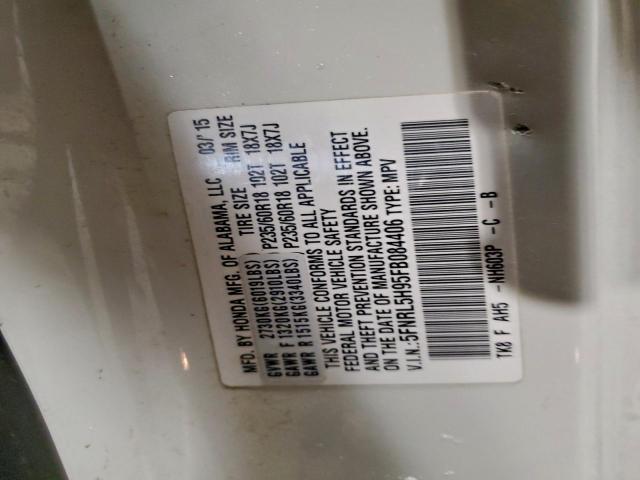 MFD. BY HONDA MFG. OF ALABAMA, LLC 03/'15
TIRE SIZE RIM SIZE
GVWR 2730KG(6019LBS)
GAWR F 1320KG(2910LBS) P235/60R18 102T 18X7J
GAWR R 1515KG(3340LBS) P235/60R18 102T 18X7J
THIS VEHICLE CONFORMS TO ALL APPLICABLE
FEDERAL MOTOR VEHICLE SAFETY
AND THEFT PREVENTION STANDARDS IN EFFECT
ON THE DATE OF MANUFACTURE SHOWN ABOVE.
V.I.N.:5FNRL5H95FB094406 TYPE: MPV
TK8 F AH5 -NH603P -C -B